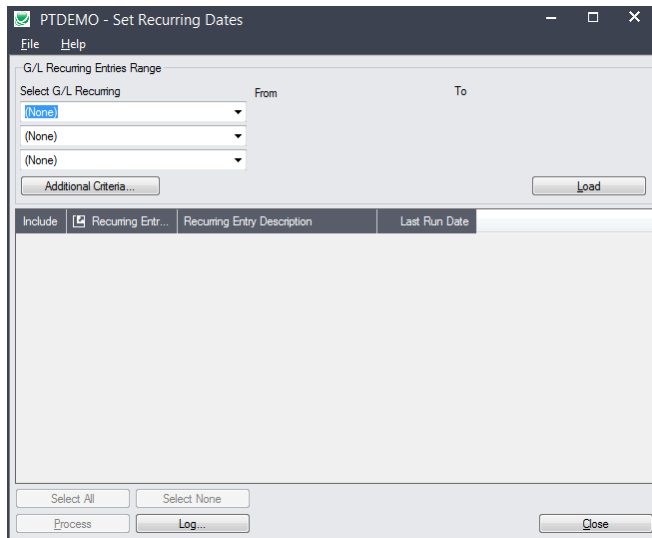 PTDEMO - Set Recurring Dates
File Help
G/L Recurring Entries Range
Select G/L Recurring From To
(None)
(None)
(None)
Additional Criteria... Load
Include Recurring Entr... Recurring Entry Description Last Run Date
Select All Select None
Process Log... Close